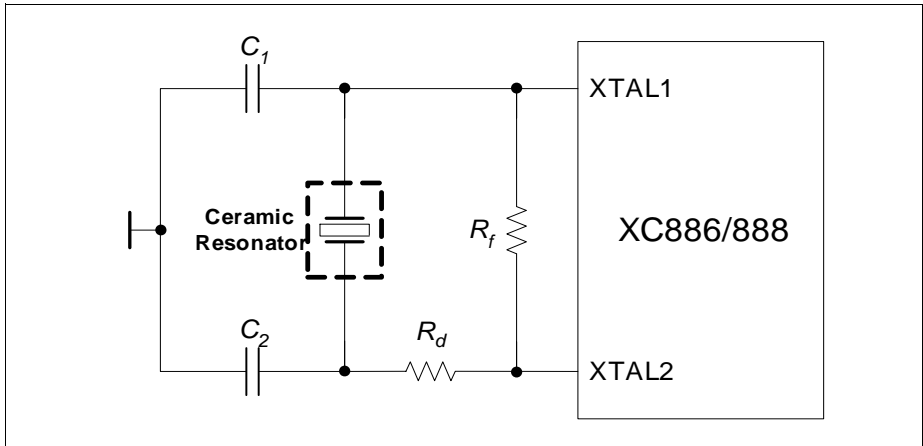 C1
XTAL1
Ceramic
Resonator
Rf
XC886/888
C2
Rd
XTAL2